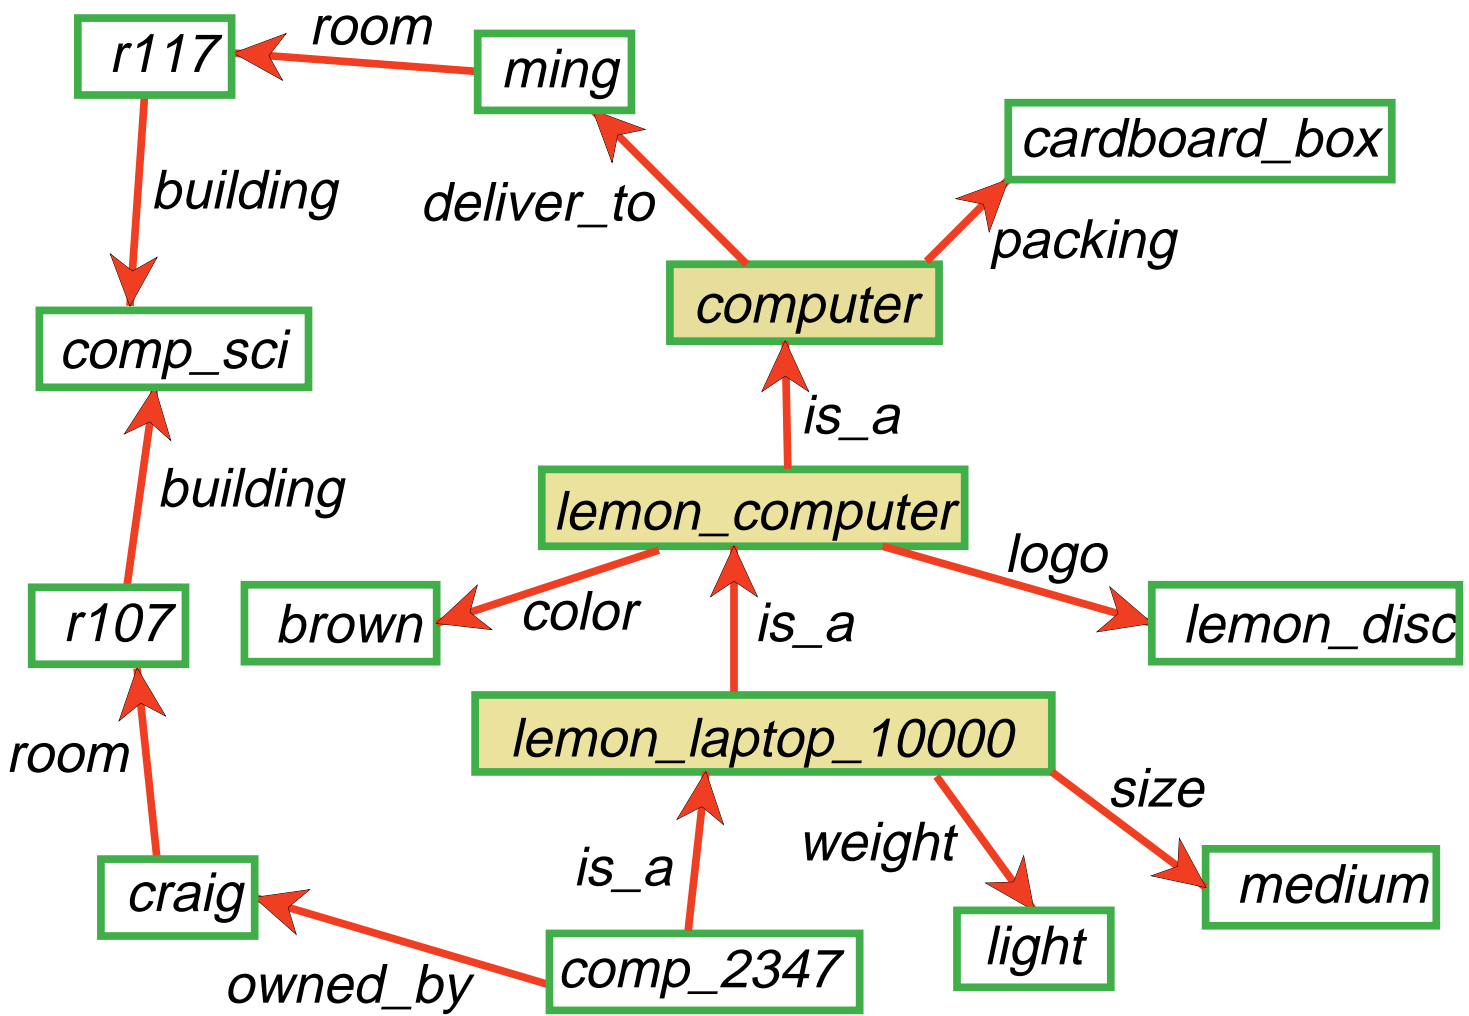 room
r117
ming
cardboard_box
building
deliver_to
packing
computer
comp_sci
is_a
building
lemon_computer
logo
r107
brown
color
is_a
lemon_disc
lemon_laptop_10000
room
size
weight
is_a
craig
medium
light
comp_2347
owned_by